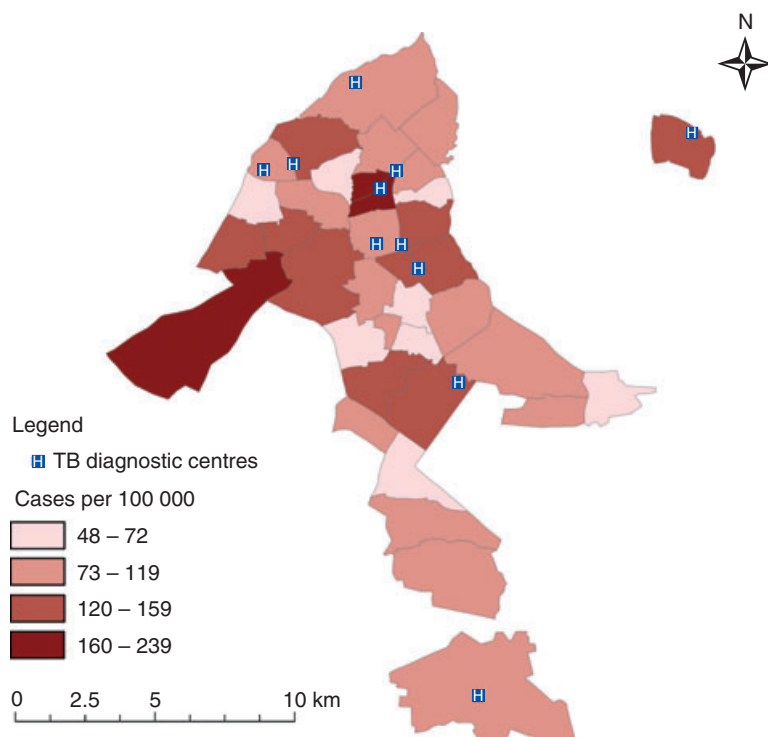 N
H
H
H
H
H
H
H
H
H
H
H
Legend
H TB diagnostic centres
Cases per 100 000
48 – 72
73 – 119
120 – 159
160 – 239
0 2.5 5 10 km